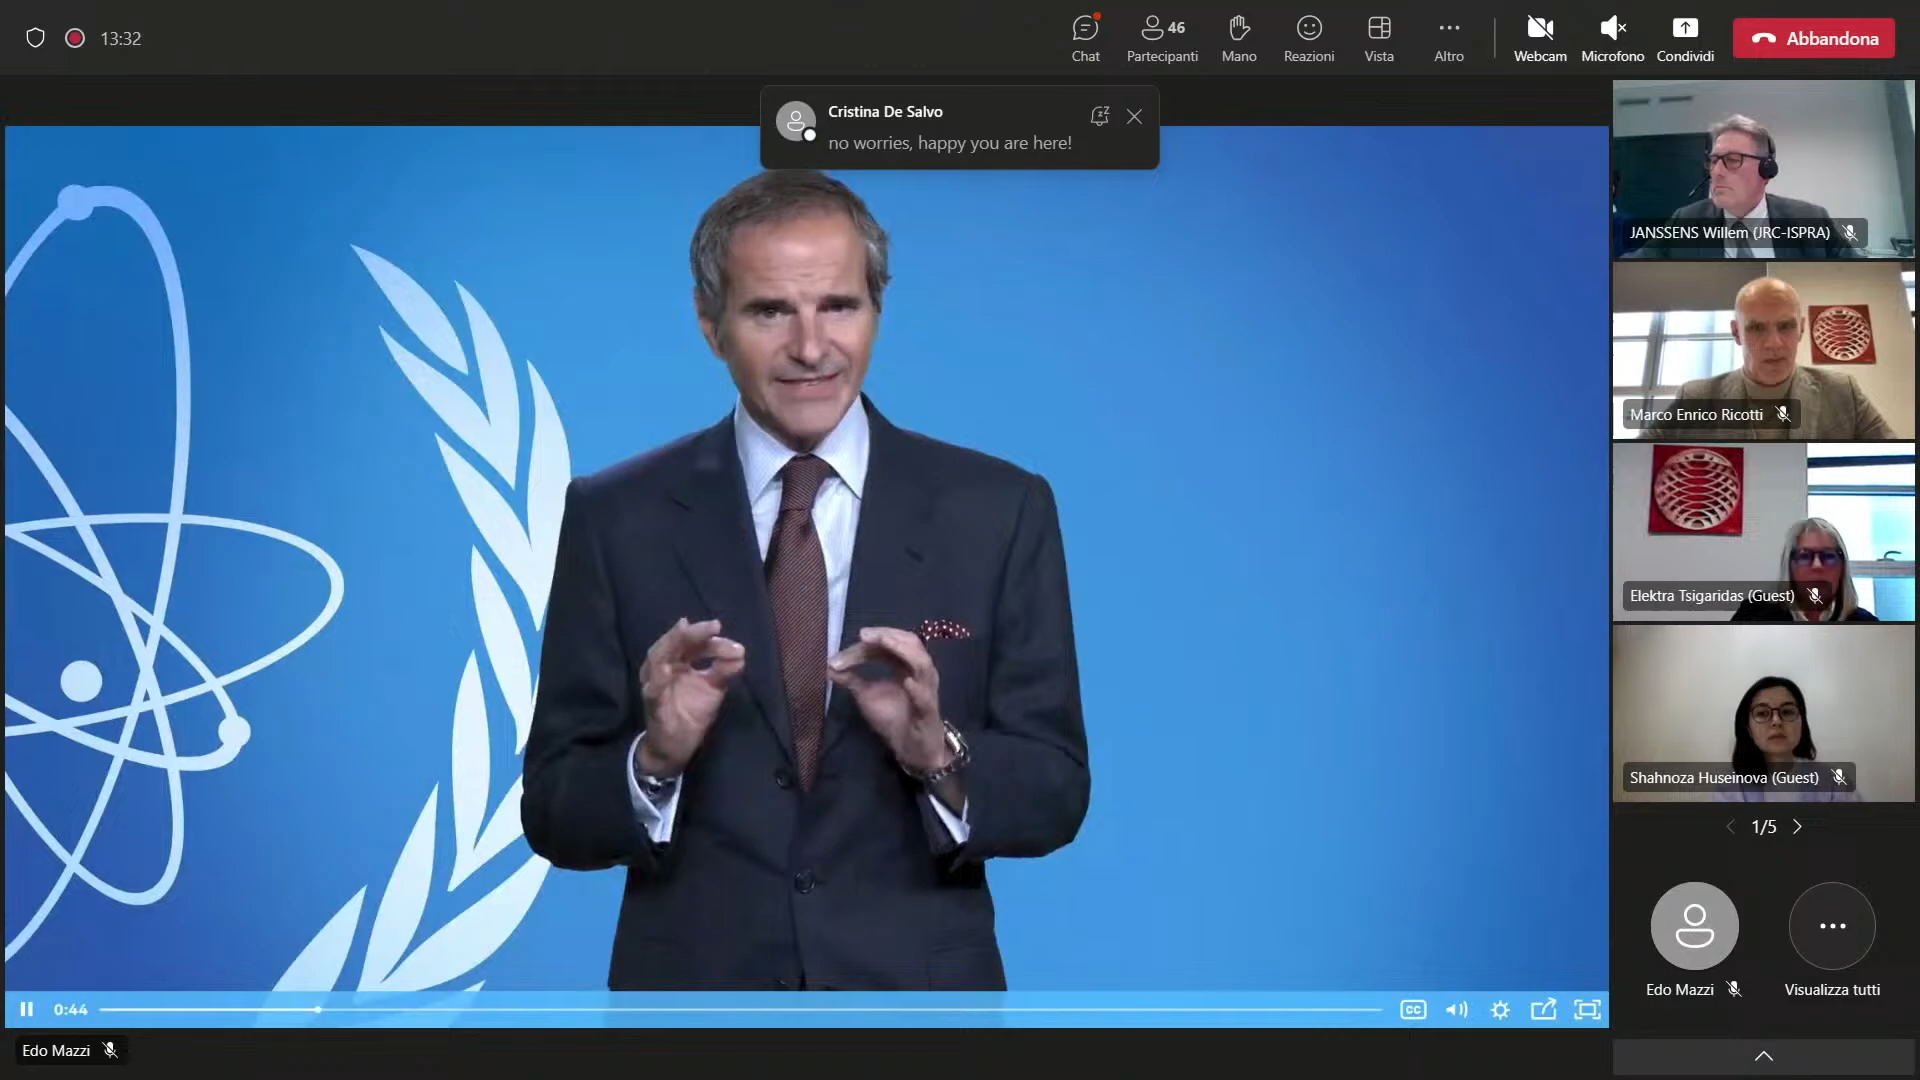 13:32
Chat
46
Partecipanti
Mano
Reazioni
Vista
Altro
Webcam
Microfono
Condividi
Abbandona
Cristina De Salvo
no worries, happy you are here!
JANSSENS Willem (JRC-ISPRA)
Marco Enrico Ricotti
Elektra Tsigaridas (Guest)
Shahnoza Huseinova (Guest)
1/5
Edo Mazzi
Visualizza tutti
0:44
CC
Edo Mazzi